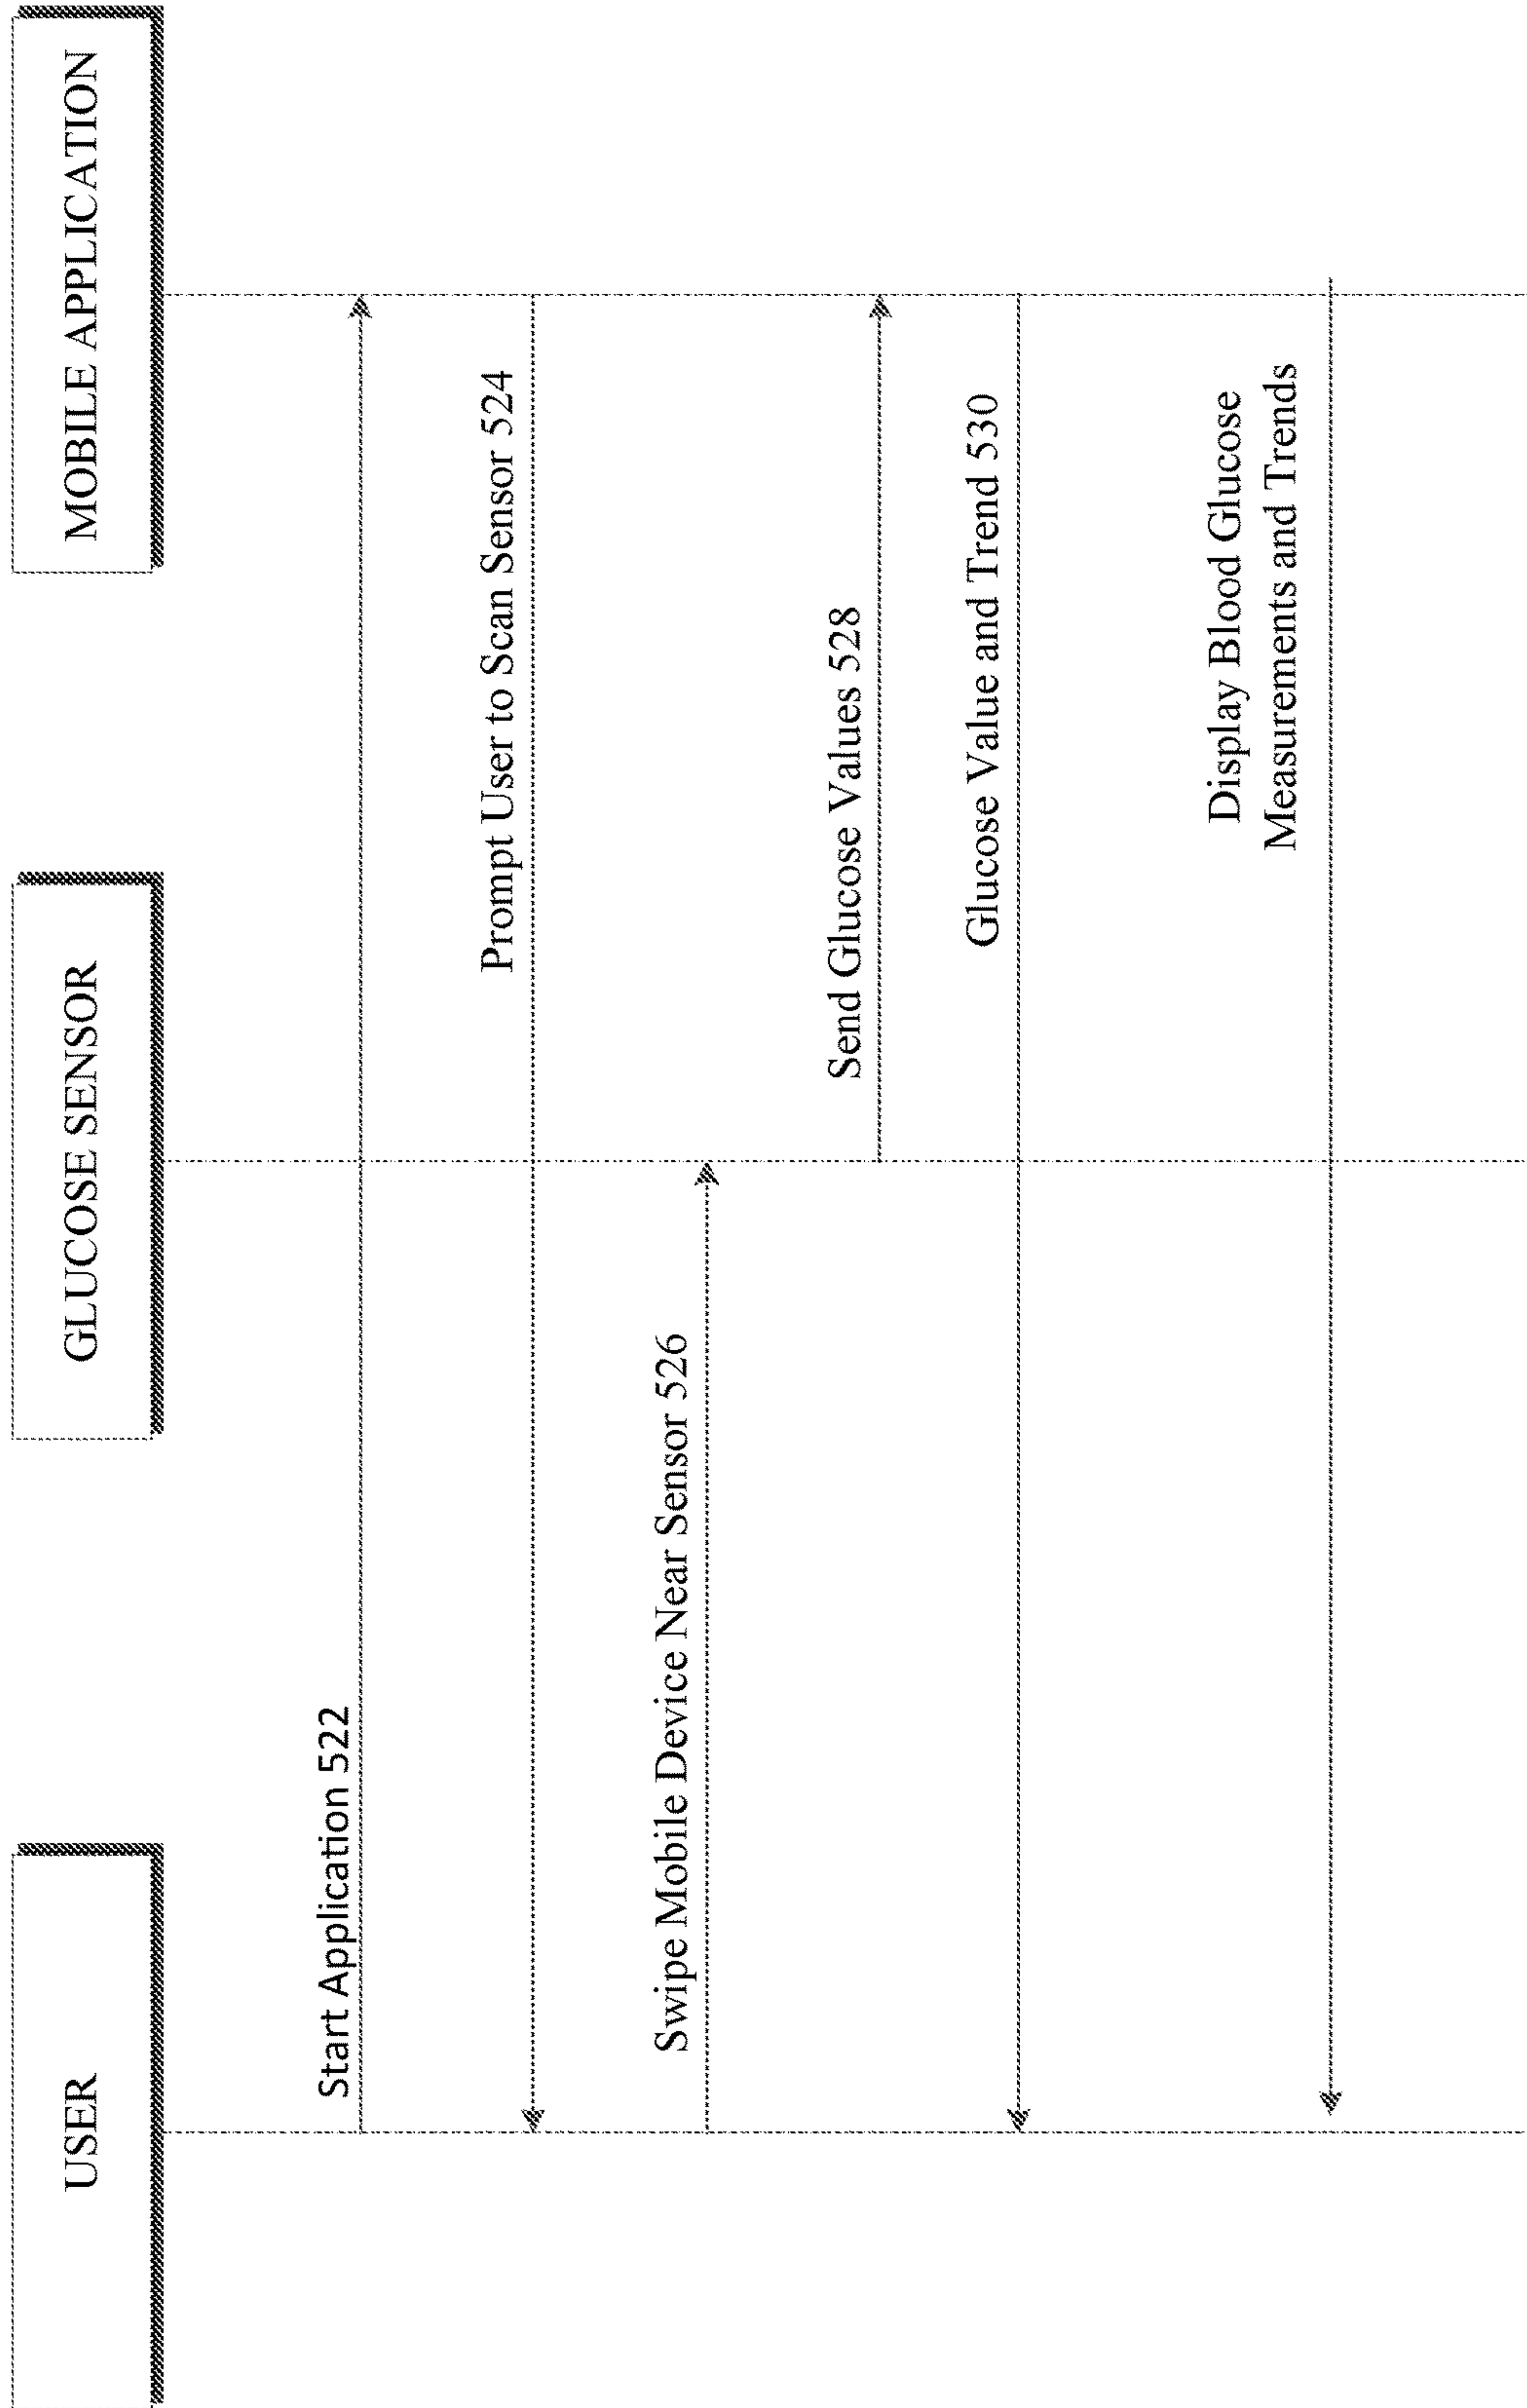 USER
GLUCOSE SENSOR
MOBILE APPLICATION
Start Application 522
Prompt User to Scan Sensor 524
Swipe Mobile Device Near Sensor 526
Send Glucose Values 528
Glucose Value and Trend 530
Display Blood Glucose
Measurements and Trends